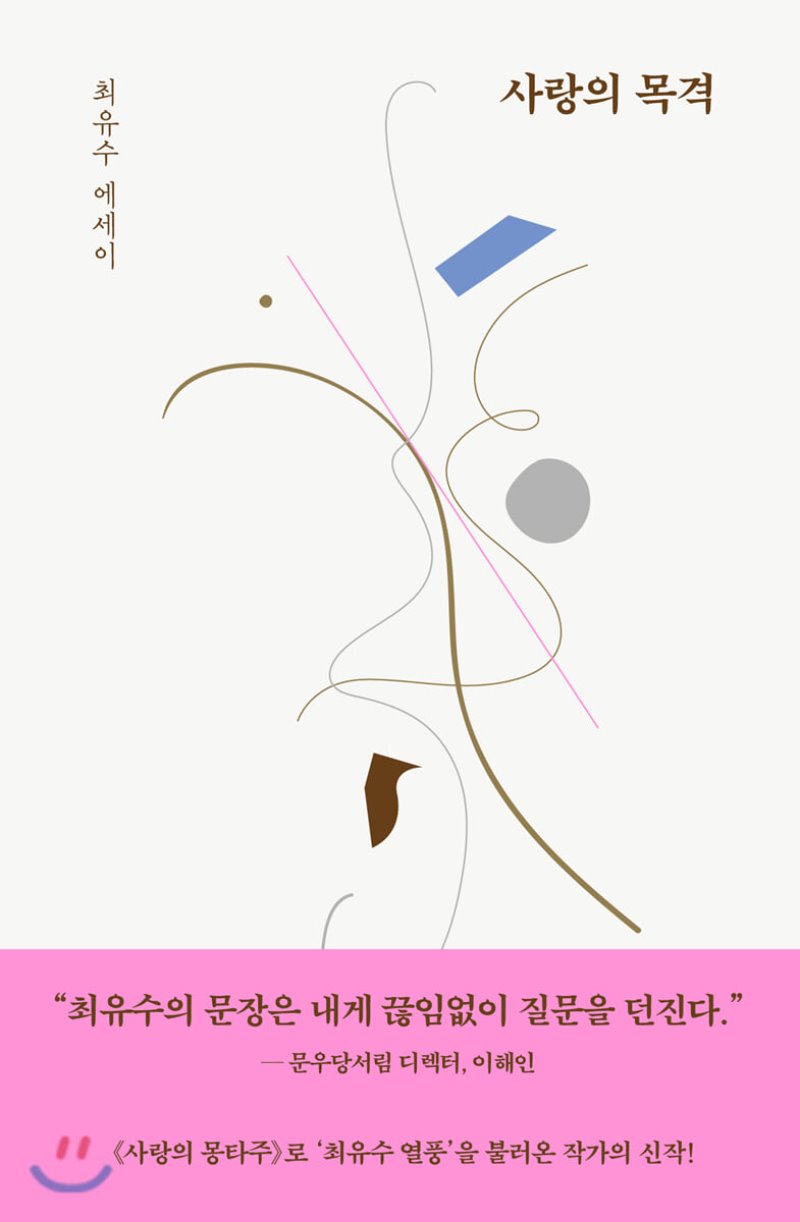 사랑의 목격
최유수 에세이
“최유수의 문장은 내게 끊임없이 질문을 던진다.”
— 문우당서림 디렉터, 이해인
《사랑의 몽타주》로 ‘최유수 열풍’을 불러온 작가의 신작!